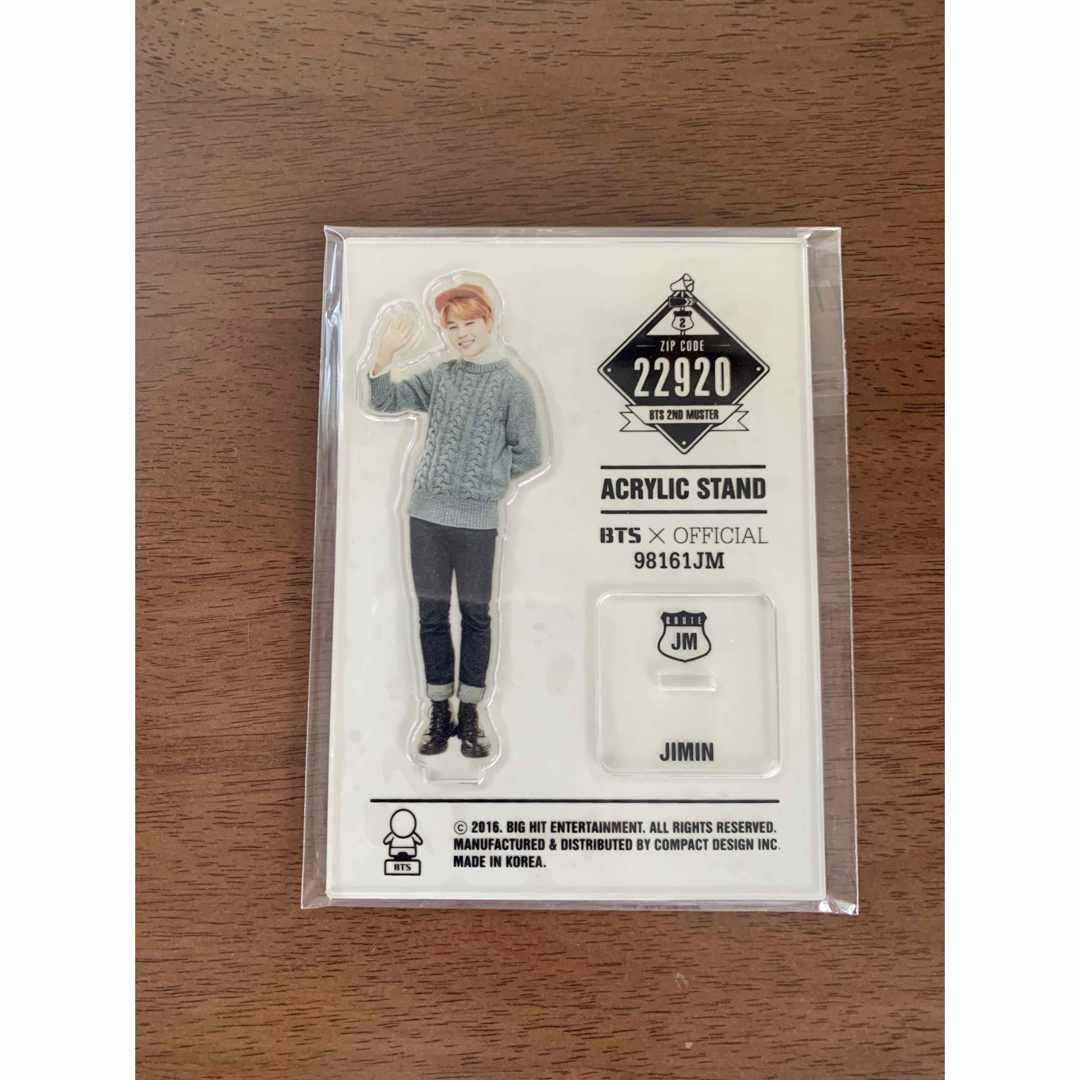 2
ZIP CODE
22920
BTS 2ND MUSTER
ACRYLIC STAND
BTS × OFFICIAL
98161JM
ROUTE
JM
JIMIN
BTS
© 2016. BIG HIT ENTERTAINMENT. ALL RIGHTS RESERVED.
MANUFACTURED & DISTRIBUTED BY COMPACT DESIGN INC.
MADE IN KOREA.